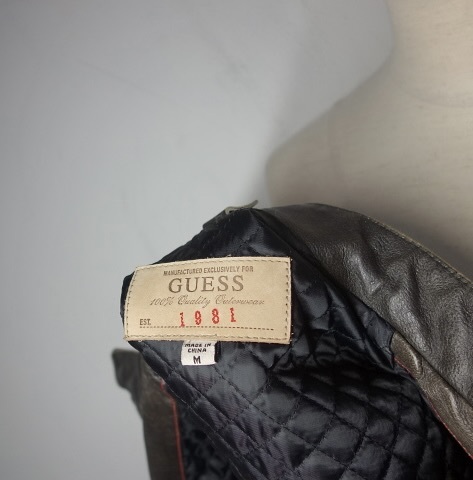 MANUFACTURED EXCLUSIVELY FOR
GUESS
100% Quality Outerwear
EST. 1981
MADE IN
CHINA
M